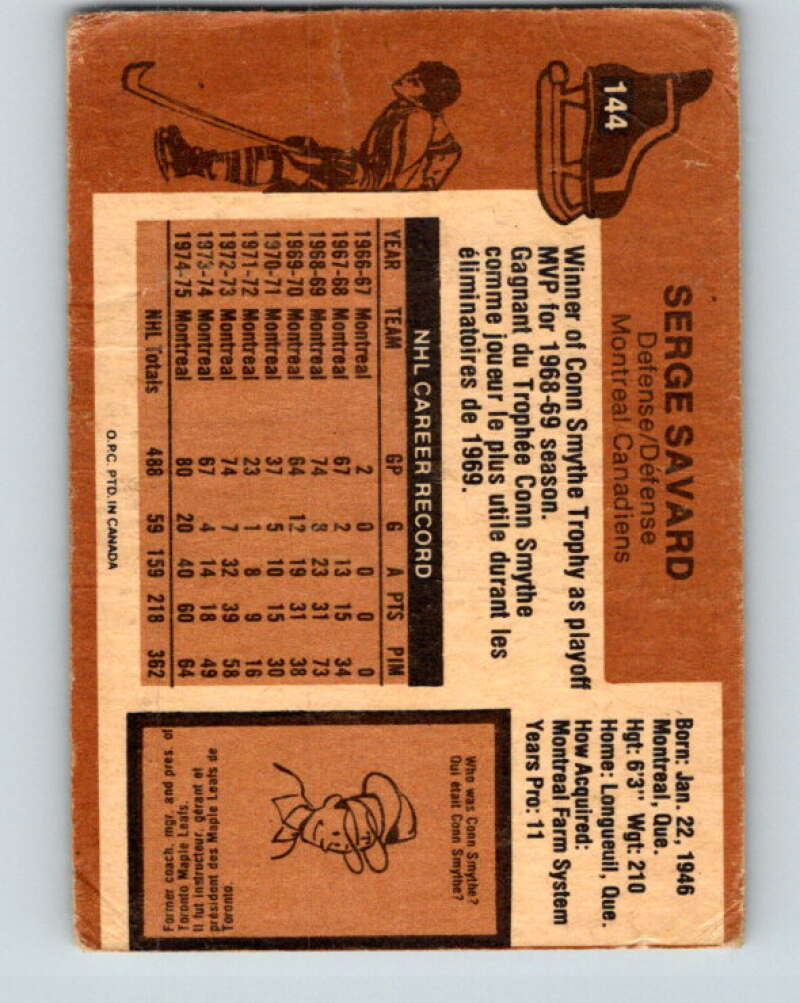 144
SERGE SAVARD
Defense/Défense
Montreal Canadiens
Winner of Conn Smythe Trophy as playoff
MVP for 1968-69 season.
Gagnant du Trophée Conn Smythe
comme joueur le plus utile durant les
éliminatoires de 1969.
NHL CAREER RECORD
YEAR TEAM GP G A PTS PIM
1966-67 Montreal 2 0 0 0 0
1967-68 Montreal 67 2 13 15 34
1968-69 Montreal 74 8 23 31 73
1969-70 Montreal 64 12 19 31 38
1970-71 Montreal 37 5 10 15 30
1971-72 Montreal 23 1 8 9 16
1972-73 Montreal 74 7 32 39 58
1973-74 Montreal 67 4 14 18 49
1974-75 Montreal 80 20 40 60 64
NHL Totals 488 59 159 218 362
O.P.C. PTD. IN CANADA
Born: Jan. 22, 1946
Montreal, Que.
Hgt: 6'3" Wgt: 210
Home: Longueuil, Que.
How Acquired:
Montreal Farm System
Years Pro: 11
Who was Conn Smythe?
Qui était Conn Smythe?
Former coach, mgr. and pres of
Toronto Maple Leafs.
Il fut instructeur, gérant et
président des Maple Leafs de
Toronto.